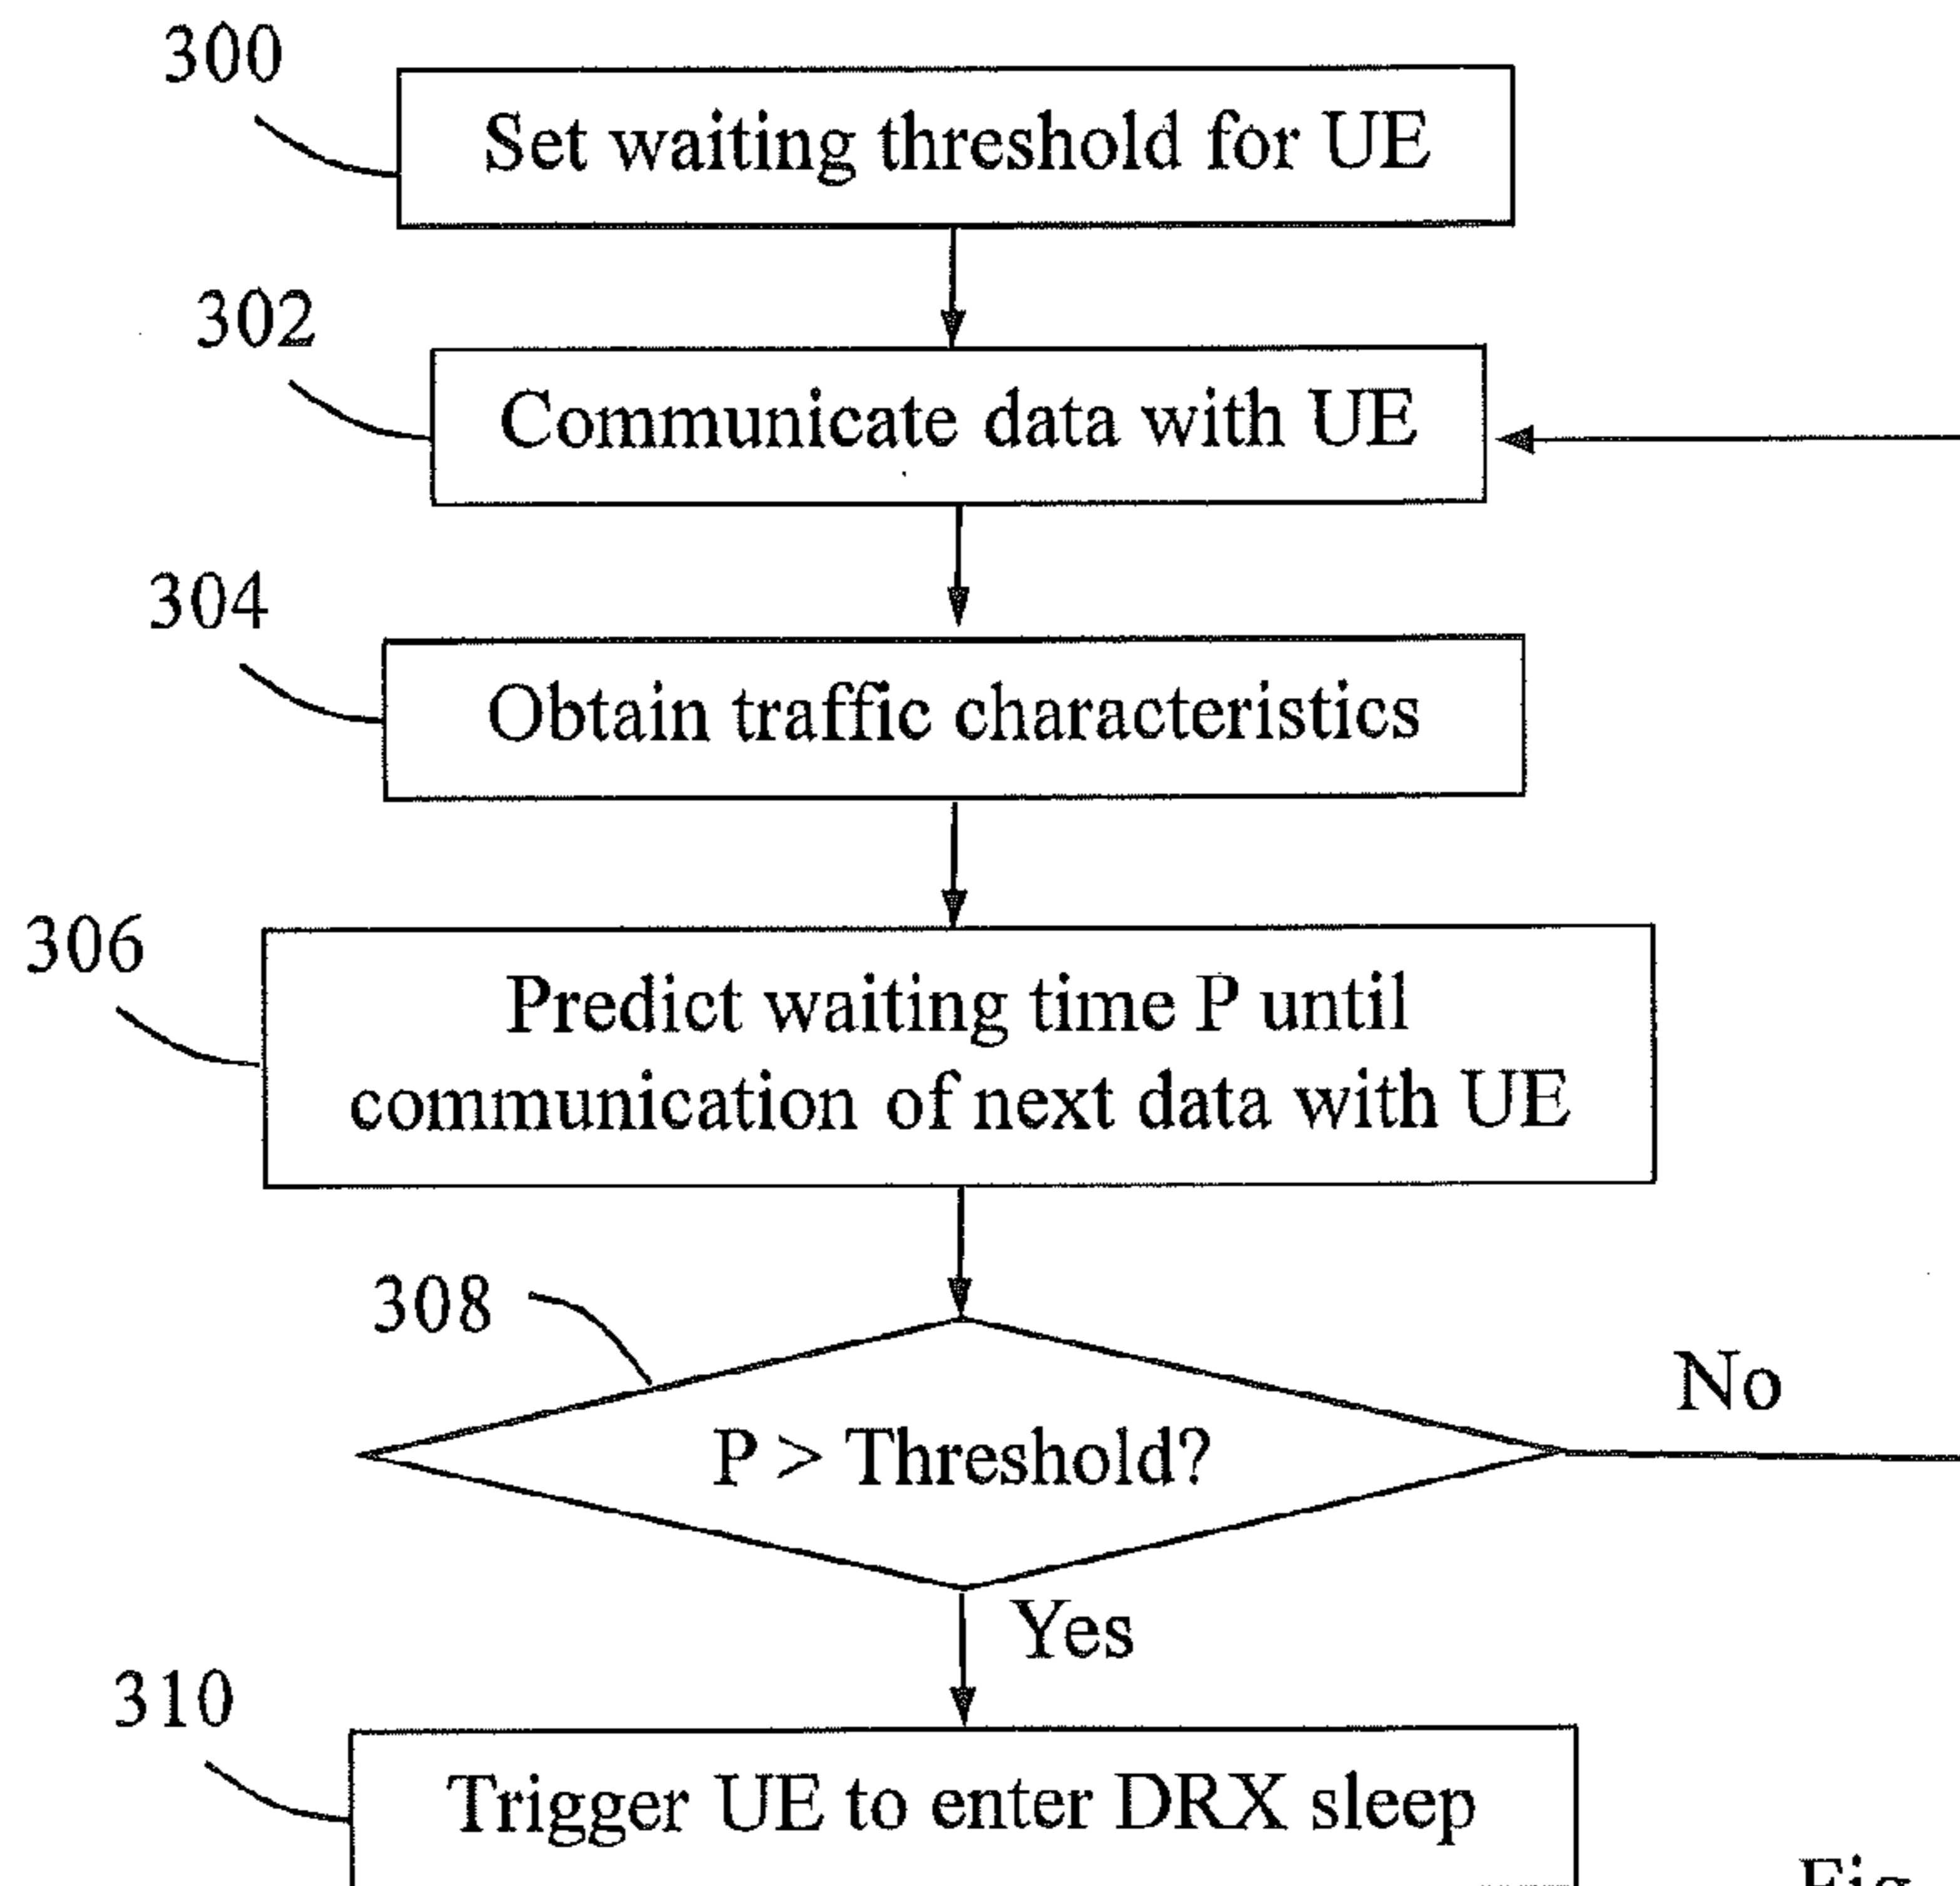 300
Set waiting threshold for UE
302
Communicate data with UE
304
Obtain traffic characteristics
306
Predict waiting time P until
communication of next data with UE
308
P > Threshold?
No
Yes
310
Trigger UE to enter DRX sleep
Fig